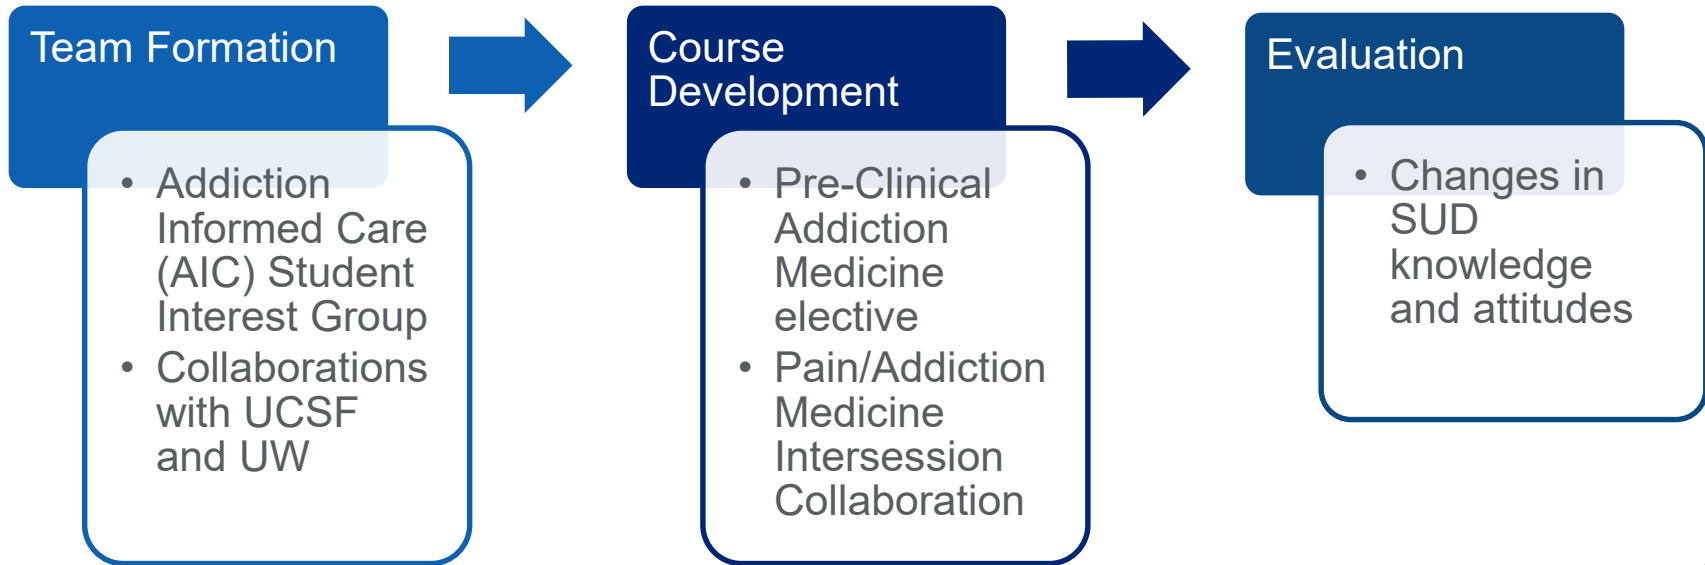 Team Formation
• Addiction
Informed Care
(AIC) Student
Interest Group
• Collaborations
with UCSF
and UW
Course
Development
• Pre-Clinical
Addiction
Medicine
elective
• Pain/Addiction
Medicine
Intersession
Collaboration
Evaluation
• Changes in
SUD
knowledge
and attitudes